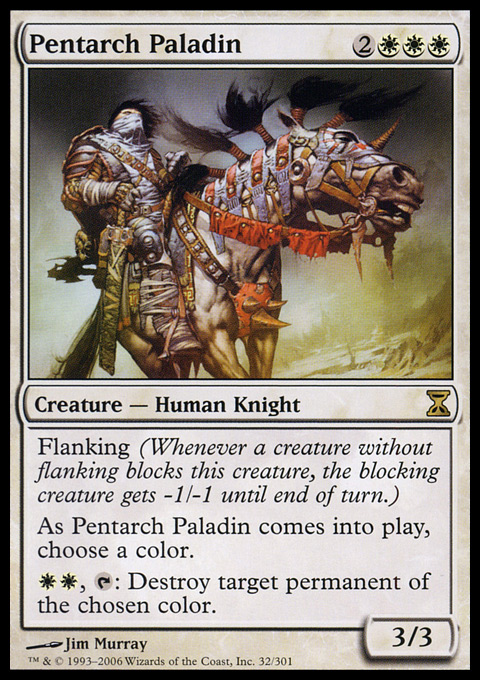 Pentarch Paladin 2
Creature — Human Knight
Flanking (Whenever a creature without
flanking blocks this creature, the blocking
creature gets -1/-1 until end of turn.)
As Pentarch Paladin comes into play,
choose a color.
, : Destroy target permanent of
the chosen color.
Jim Murray
™ & © 1993–2006 Wizards of the Coast, Inc. 32/301
3/3